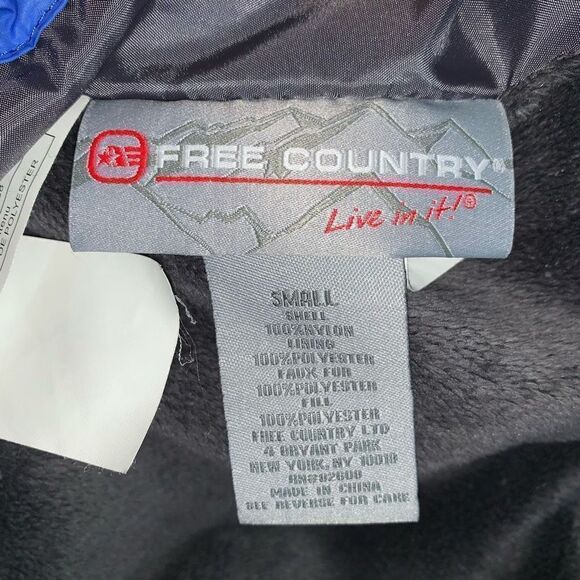 FREE COUNTRY®
Live in it!®
SMALL
SHELL
100%NYLON
LINING
100%POLYESTER
FAUX FUR
100%POLYESTER
FILL
100%POLYESTER
FREE COUNTRY LTD
4 BRYANT PARK
NEW YORK, NY 10018
RN#82600
MADE IN CHINA
SEE REVERSE FOR CARE
DE POLYESTER